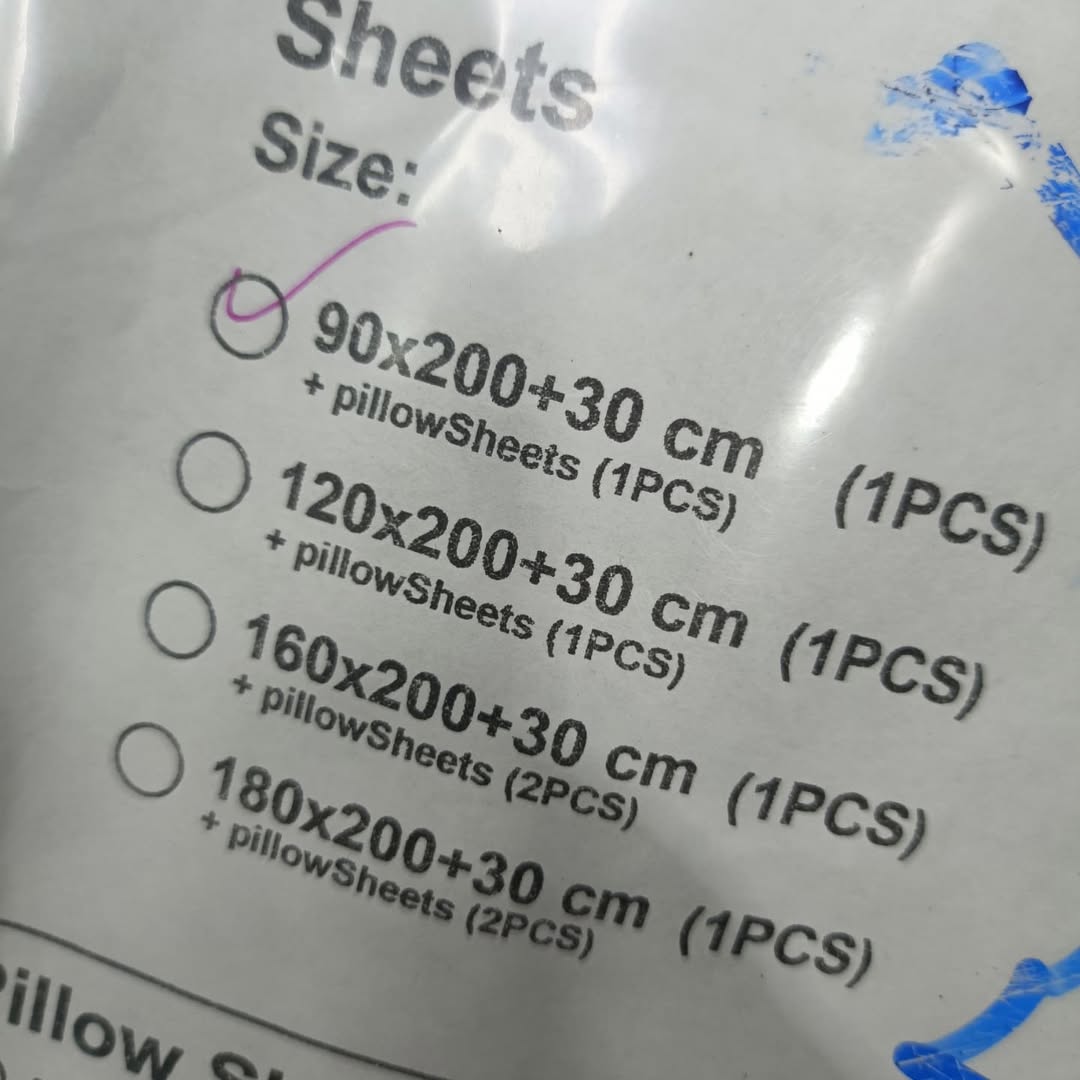 Sheets
Size:
90x200+30 cm (1PCS)
+ pillowSheets (1PCS)
120x200+30 cm (1PCS)
+ pillowSheets (1PCS)
160x200+30 cm (1PCS)
+ pillowSheets (2PCS)
180x200+30 cm (1PCS)
+ pillowSheets (2PCS)
Pillow